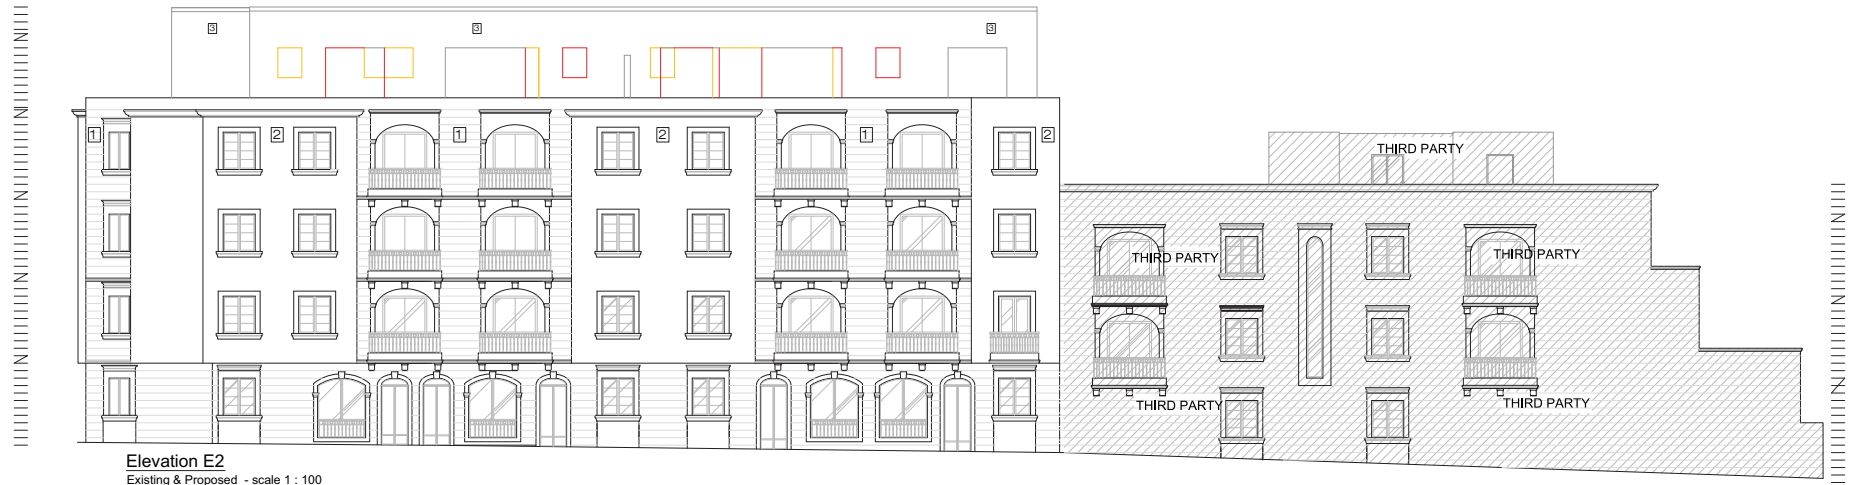 3 3 3
1 2 1 2 1 2
THIRD PARTY
THIRD PARTY THIRD PARTY
THIRD PARTY THIRD PARTY
Elevation E2
Existing & Proposed - scale 1 : 100